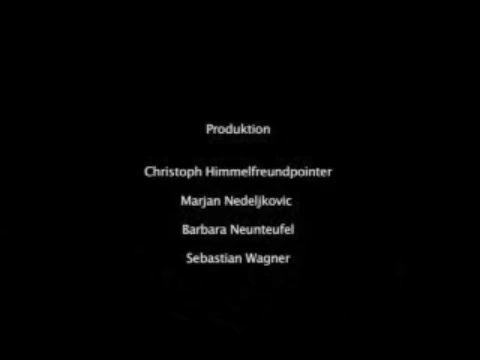 Produktion
Christoph Himmelfreundpointer
Marjan Nedeljkovic
Barbara Neunteufel
Sebastian Wagner